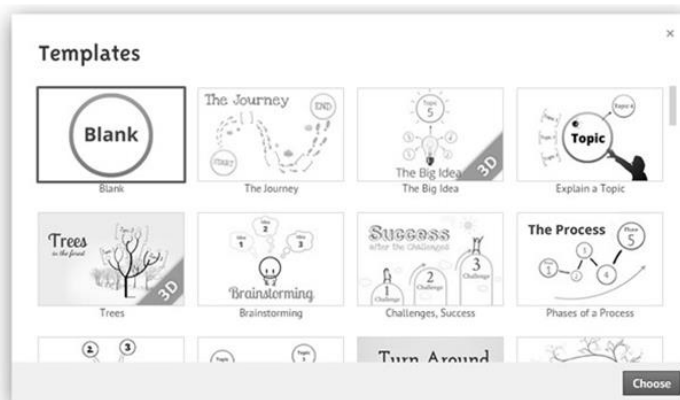 ×
Templates
Blank
Blank
The Journey
START
END
The Journey
Topic
5
The Big Idea
3D
The Big Idea
Topic
Explain a Topic
Trees
in the forest
3D
Trees
Idea
1
Idea
2
Idea
3
Brainstorming
Brainstorming
Success
after the challenges
1
Challenge
2
Challenge
3
Challenge
Challenges, Success
The Process
Phase
1
2
3
4
Phase
5
Phases of a Process
2
3
Topic
Topic
Turn Around
Choose